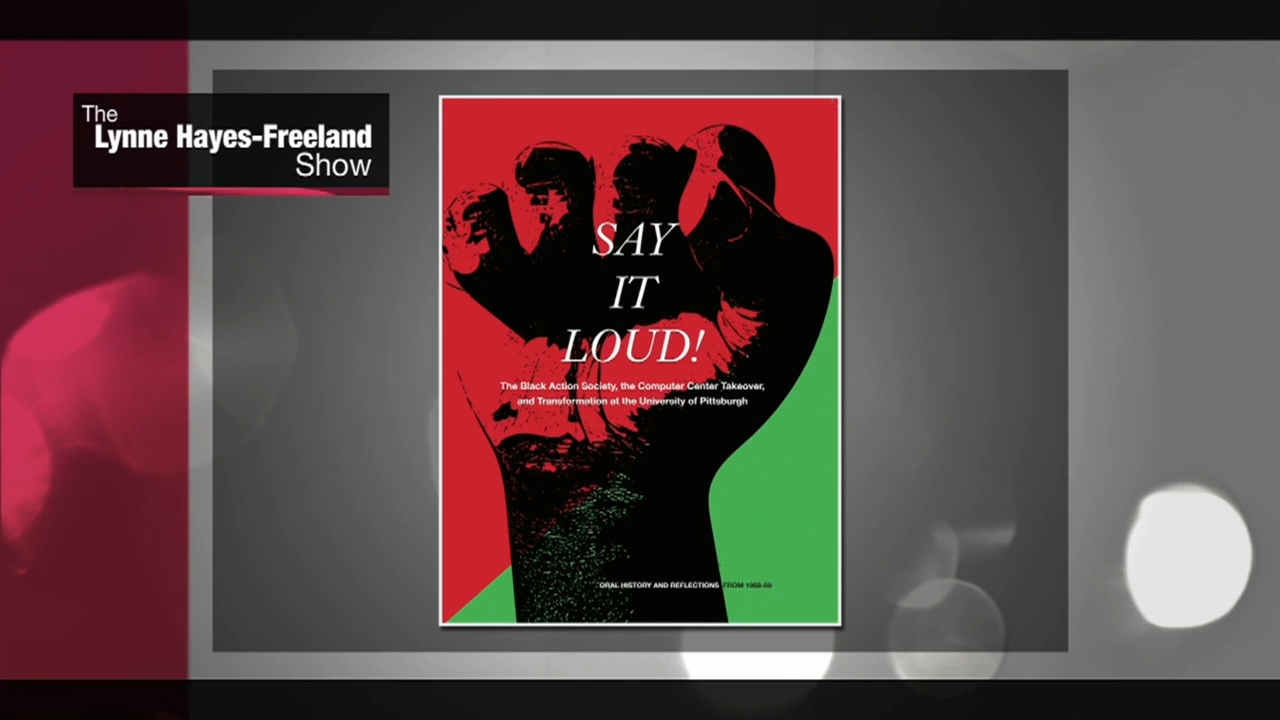 The
Lynne Hayes-Freeland
Show
SAY
IT
LOUD!
The Black Action Society, the Computer Center Takeover,
and Transformation at the University of Pittsburgh
ORAL HISTORY AND REFLECTIONS FROM 1968-69